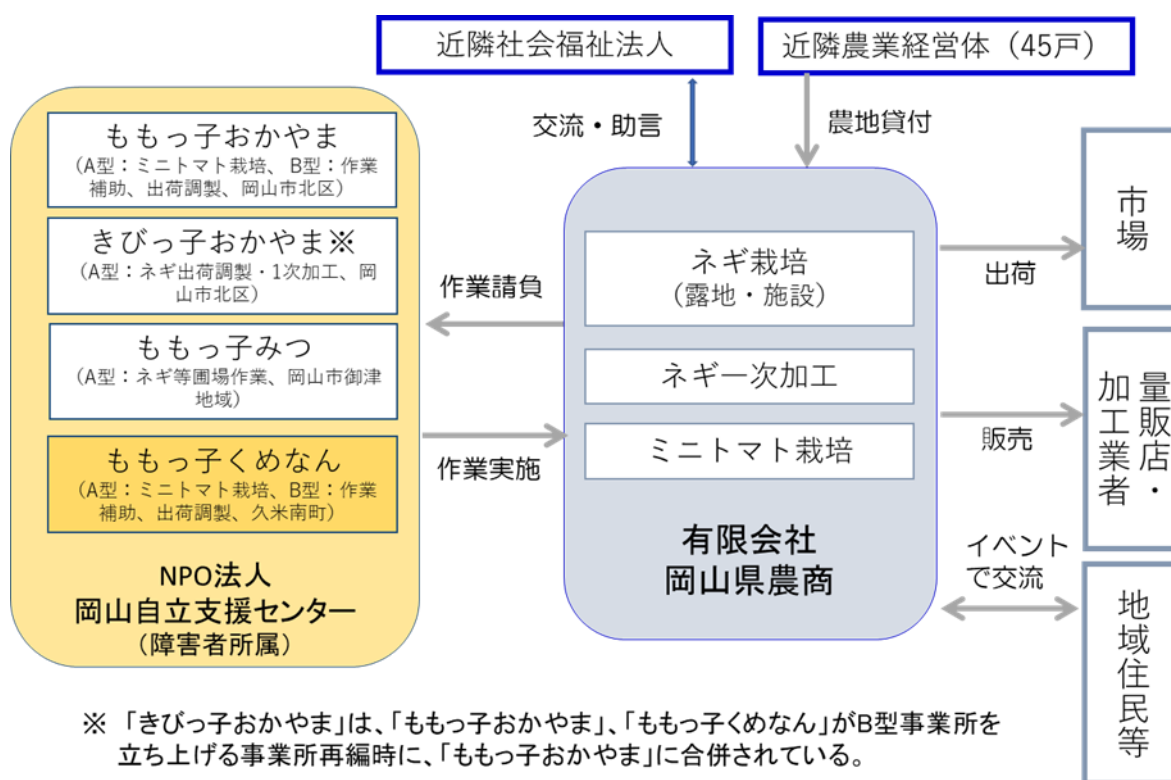 近隣社会福祉法人
近隣農業経営体（45戸）
交流・助言
農地貸付
ももっ子おかやま
(A型：ミニトマト栽培、B型：作業
補助、出荷調製、岡山市北区）
きびっ子おかやま※
(A型：ネギ出荷調製・1次加工、岡
山市北区）
ももっ子みつ
(A型：ネギ等圃場作業、岡山市御津
地域）
ももっ子くめなん
(A型：ミニトマト栽培、B型：作業
補助、出荷調製、久米南町）
NPO法人
岡山自立支援センター
（障害者所属）
作業請負
作業実施
ネギ栽培
（露地・施設）
ネギ一次加工
ミニトマト栽培
有限会社
岡山県農商
出荷
販売
イベント
で交流
市場
量販店・
加工業者
地域住民等
※ 「きびっ子おかやま」は、「ももっ子おかやま」、「ももっ子くめなん」がB型事業所を
立ち上げる事業所再編時に、「ももっ子おかやま」に合併されている。